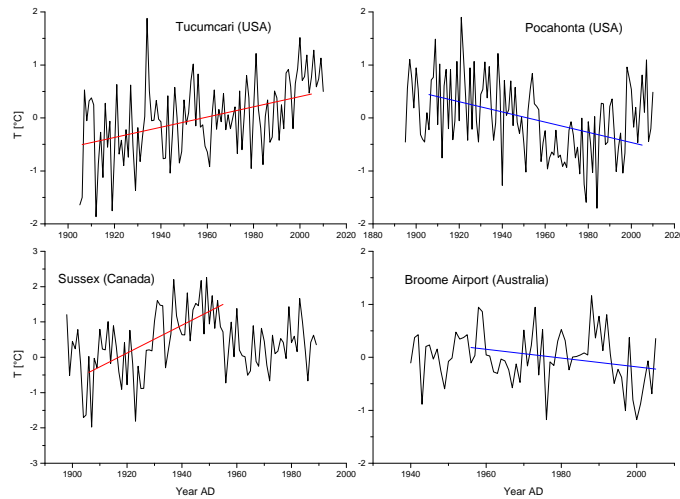 Tucumcari (USA)
T [°C]
2
1
0
-1
-2
1900 1920 1940 1960 1980 2000 2020
Pocahonta (USA)
2
1
0
-1
-2
1880 1900 1920 1940 1960 1980 2000 2020
Sussex (Canada)
T [°C]
3
2
1
0
-1
-2
-3
1900 1920 1940 1960 1980 2000
Year AD
Broome Airport (Australia)
2
1
0
-1
-2
1940 1960 1980 2000
Year AD